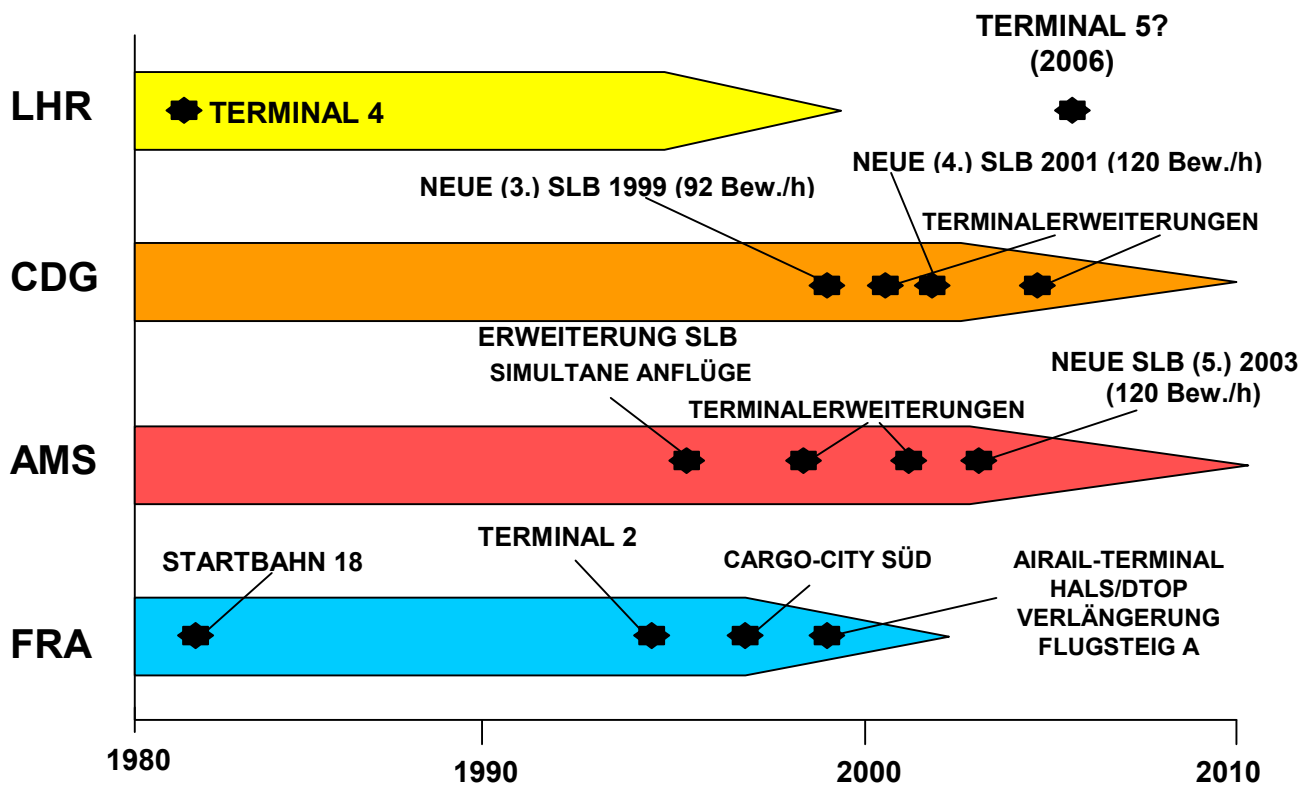 TERMINAL 5?
(2006)
LHR
TERMINAL 4
NEUE (4.) SLB 2001 (120 Bew./h)
NEUE (3.) SLB 1999 (92 Bew./h)
TERMINALERWEITERUNGEN
CDG
ERWEITERUNG SLB
SIMULTANE ANFLÜGE
NEUE SLB (5.) 2003
(120 Bew./h)
TERMINALERWEITERUNGEN
AMS
STARTBAHN 18
TERMINAL 2
CARGO-CITY SÜD
AIRAIL-TERMINAL
HALS/DTOP
VERLÄNGERUNG
FLUGSTEIG A
FRA
1980
1990
2000
2010